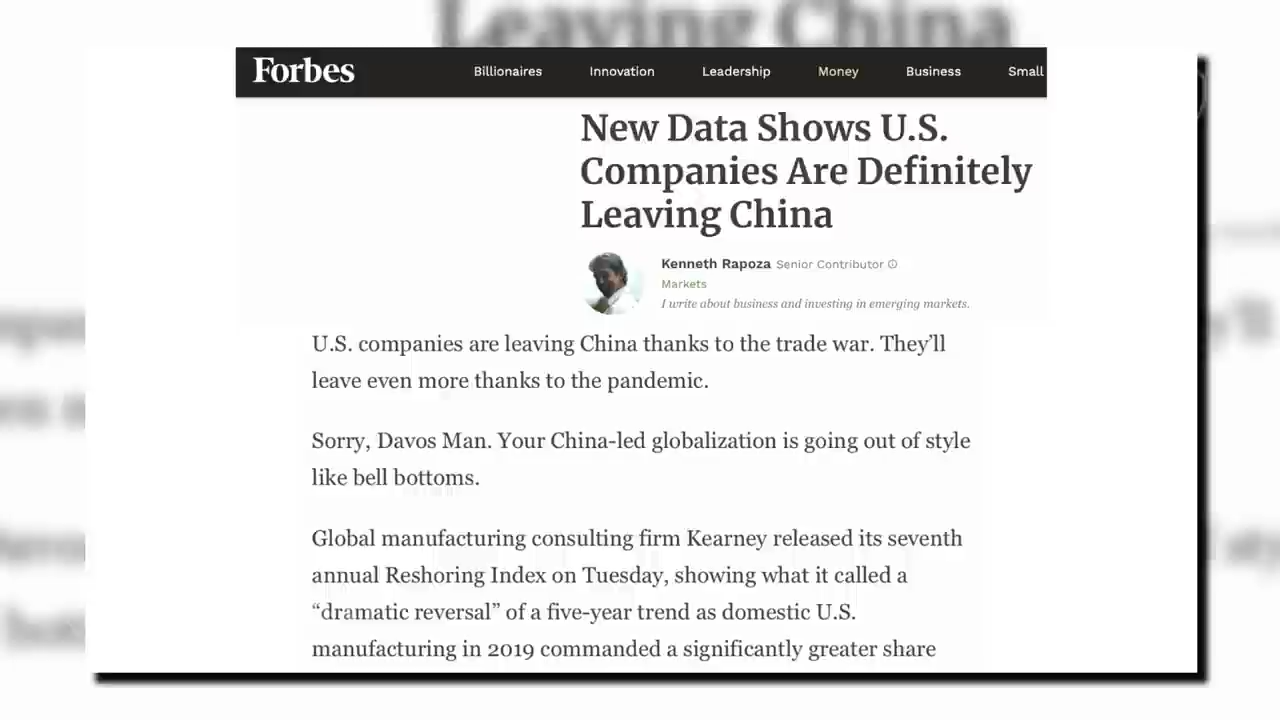 Leaving China
Forbes
Billionaires Innovation Leadership Money Business Small
New Data Shows U.S.
Companies Are Definitely
Leaving China
Kenneth Rapoza Senior Contributor
Markets
I write about business and investing in emerging markets.
U.S. companies are leaving China thanks to the trade war. They’ll
leave even more thanks to the pandemic.
Sorry, Davos Man. Your China-led globalization is going out of style
like bell bottoms.
Global manufacturing consulting firm Kearney released its seventh
annual Reshoring Index on Tuesday, showing what it called a
“dramatic reversal” of a five-year trend as domestic U.S.
manufacturing in 2019 commanded a significantly greater share